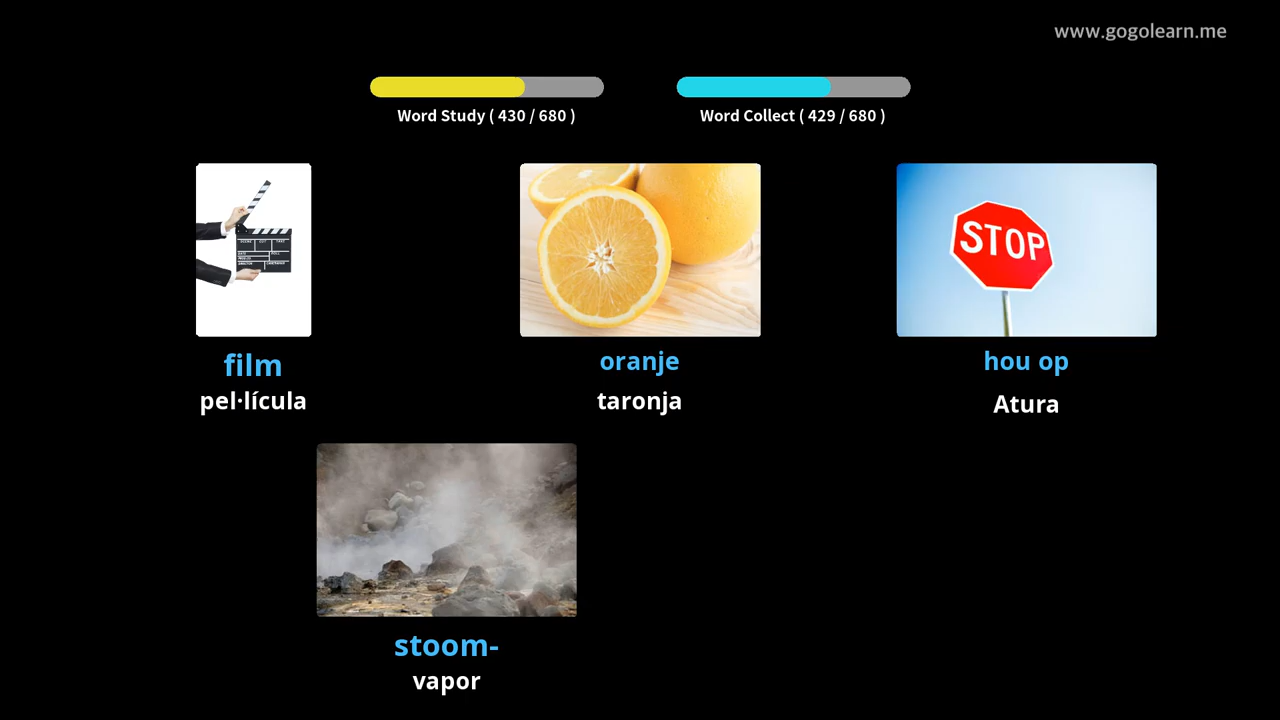 www.gogolearn.me
Word Study ( 430 / 680 )
Word Collect ( 429 / 680 )
STOP
film
oranje
hou op
pel·lícula
taronja
Atura
stoom-
vapor